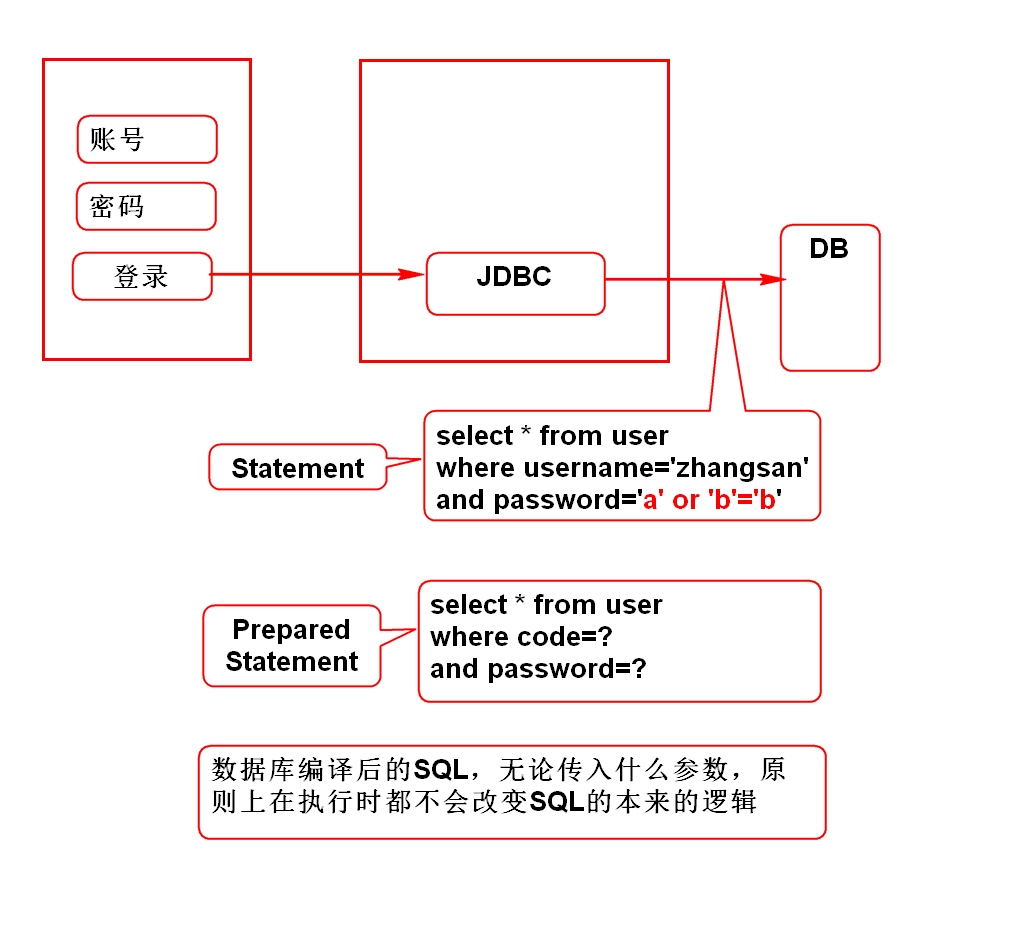 账号
密码
登录
JDBC
DB
Statement
select * from user
where username='zhangsan'
and password='a' or 'b'='b'
Prepared
Statement
select * from user
where code=?
and password=?
数据库编译后的SQL，无论传入什么参数，原
则上在执行时都不会改变SQL的本来的逻辑